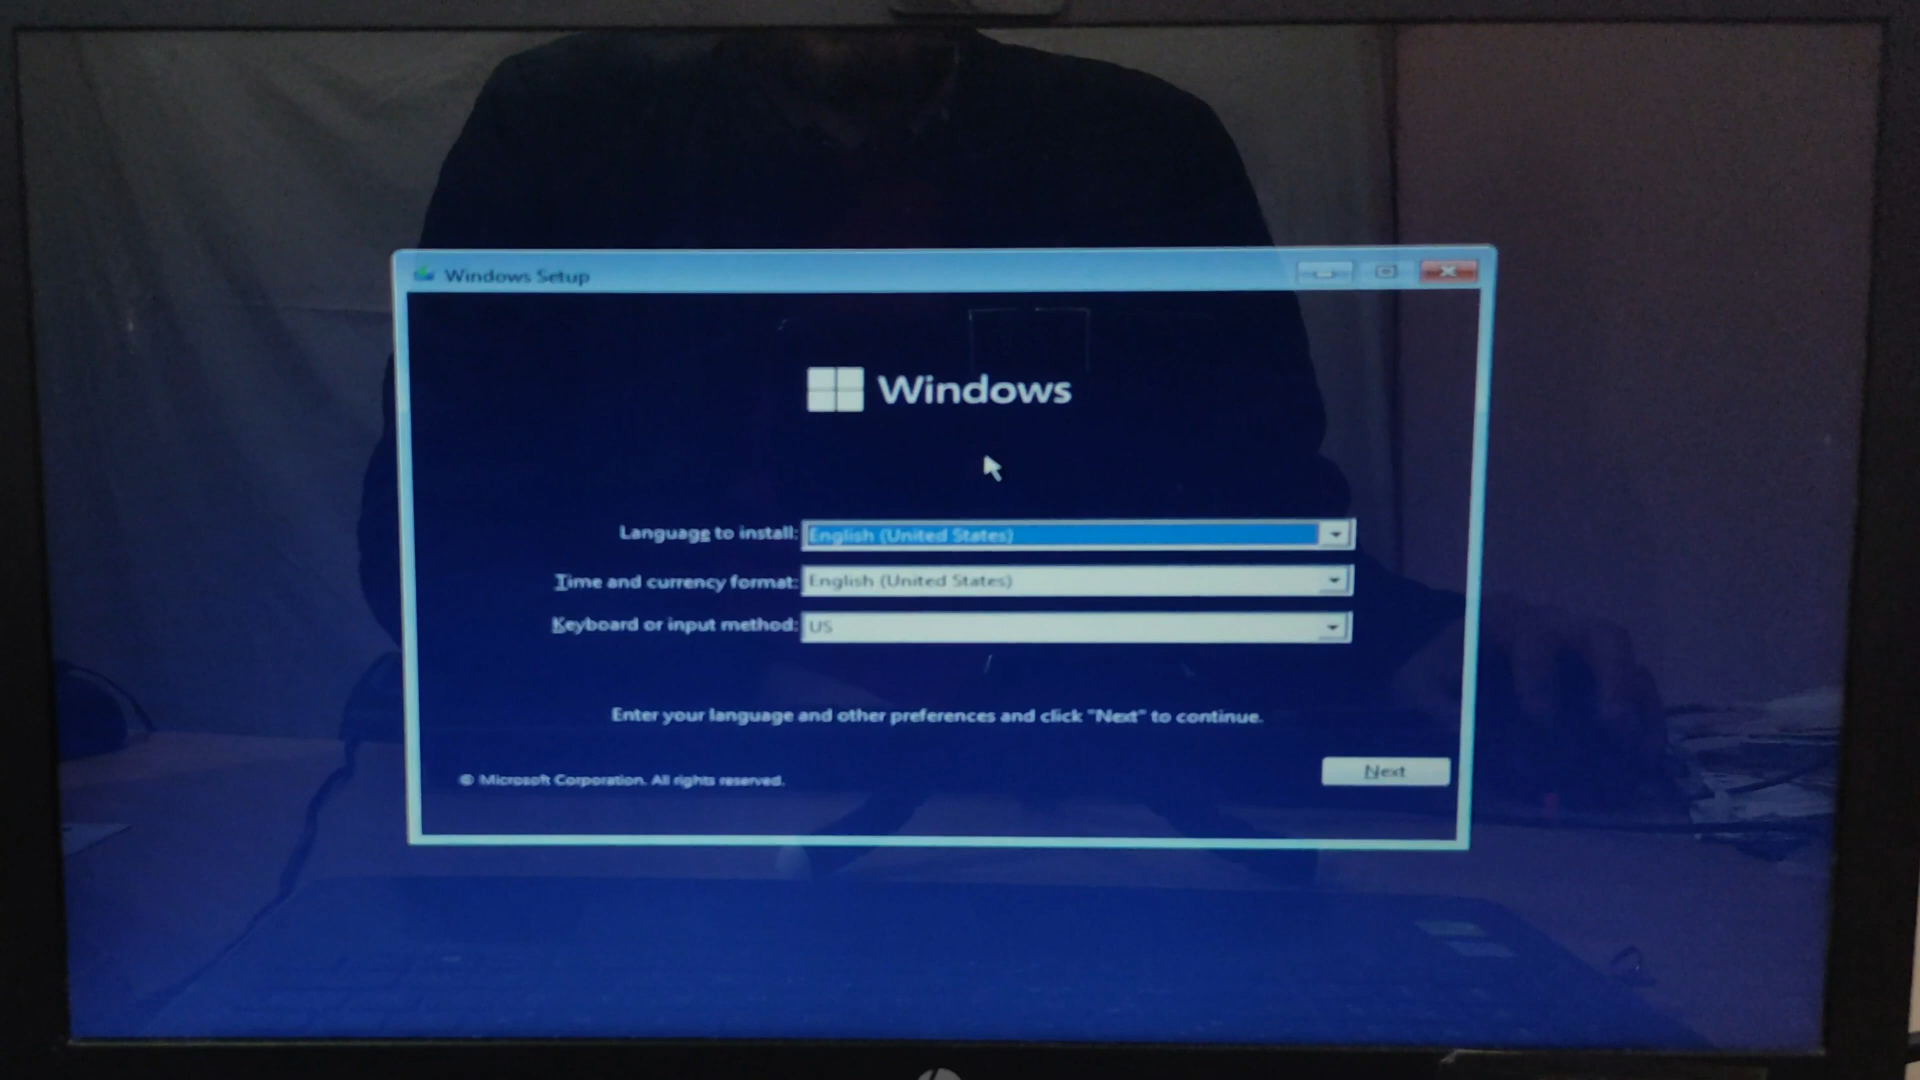 Windows Setup
Windows
Language to install: English (United States)
Time and currency format: English (United States)
Keyboard or input method: US
Enter your language and other preferences and click "Next" to continue.
© Microsoft Corporation. All rights reserved.
Next